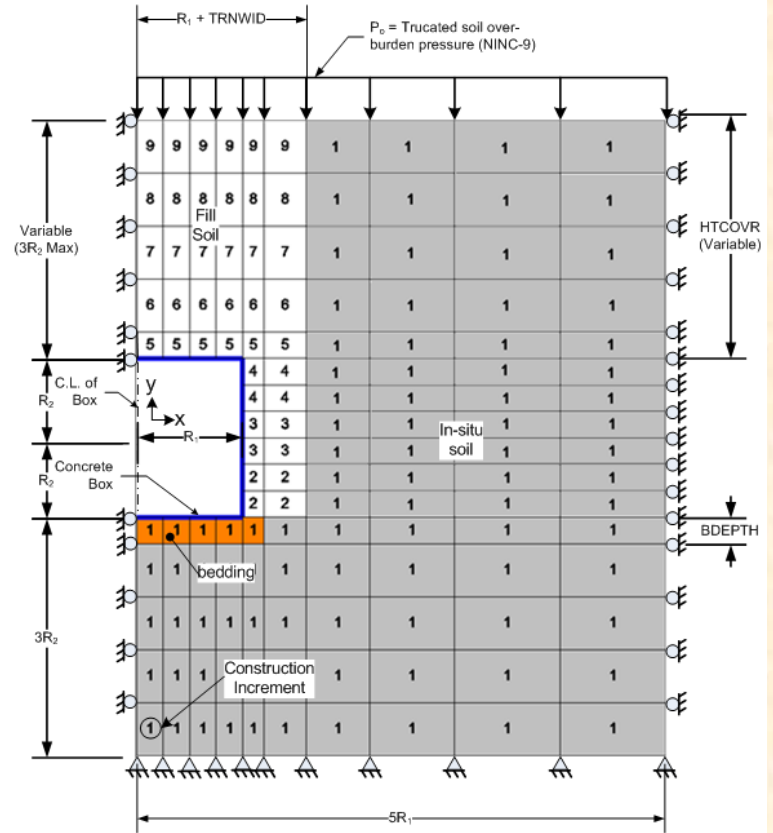 R₁ + TRNWID
P₀ = Trucated soil over-
burden pressure (NINC-9)
9 9 9 9 9 9 1 1 1 1
8 8 8 8 8 8 1 1 1 1
Fill
Soil
Variable
(3R₂ Max)
HTCOVR
(Variable)
7 7 7 7 7 7 1 1 1 1
6 6 6 6 6 6 1 1 1 1
5 5 5 5 5 5 1 1 1 1
4 4 1 1 1 1
C.L. of
Box
y
x
R₂
4 4 1 1 1 1
3 3 1 1 1 1
R₁
In-situ
soil
3 3 1 1 1 1
Concrete
Box
R₂
2 2 1 1 1 1
2 2 1 1 1 1
1 1 1 1 1 1 1 1 1 1
BDEPTH
bedding
1 1 1 1 1 1 1
1 1 1 1 1 1 1 1 1 1
3R₂
1 1 1 1 1 1 1
Construction
Increment
1 1 1 1 1 1 1 1 1 1
5R₁